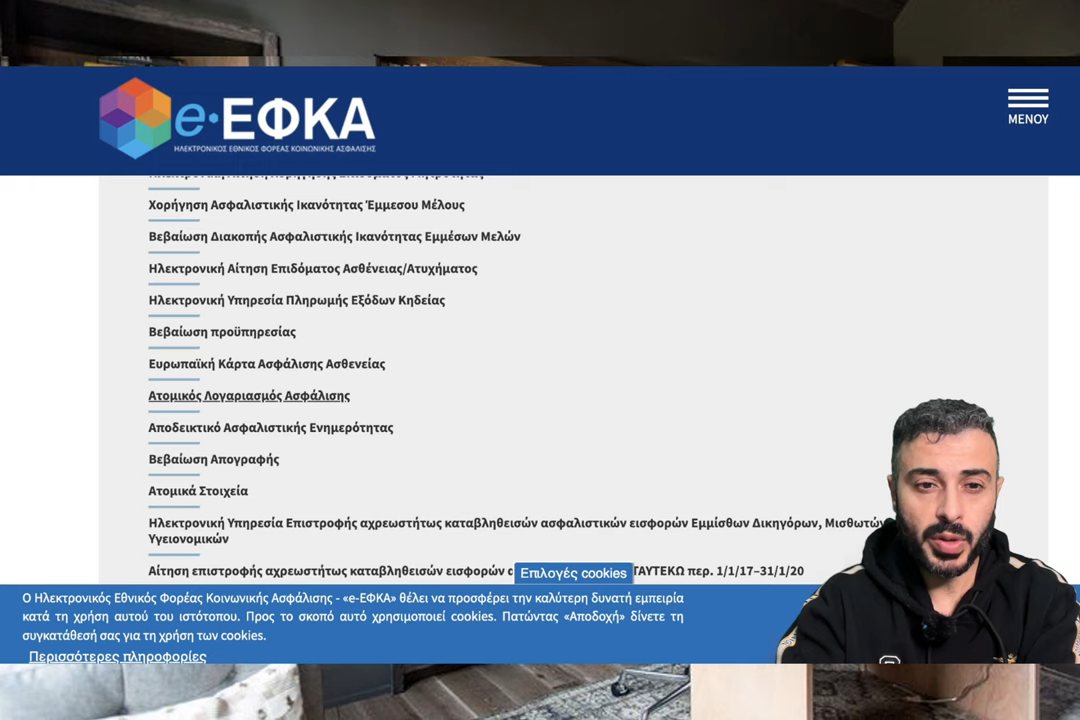 e-ΕΦΚΑ
ΗΛΕΚΤΡΟΝΙΚΟΣ ΕΘΝΙΚΟΣ ΦΟΡΕΑΣ ΚΟΙΝΩΝΙΚΗΣ ΑΣΦΑΛΙΣΗΣ
ΜΕΝΟΥ
Χορήγηση Ασφαλιστικής Ικανότητας Έμμεσου Μέλους
Βεβαίωση Διακοπής Ασφαλιστικής Ικανότητας Εμμέσων Μελών
Ηλεκτρονική Αίτηση Επιδόματος Ασθένειας/Ατυχήματος
Ηλεκτρονική Υπηρεσία Πληρωμής Εξόδων Κηδείας
Βεβαίωση προϋπηρεσίας
Ευρωπαϊκή Κάρτα Ασφάλισης Ασθενείας
Ατομικός Λογαριασμός Ασφάλισης
Αποδεικτικό Ασφαλιστικής Ενημερότητας
Βεβαίωση Απογραφής
Ατομικά Στοιχεία
Ηλεκτρονική Υπηρεσία Επιστροφής αχρεωστήτως καταβληθεισών ασφαλιστικών εισφορών Εμμίσθων Δικηγόρων, Μισθωτών
Υγειονομικών
Αίτηση επιστροφής αχρεωστήτως καταβληθεισών εισφορών ΤΑΥΤΕΚΩ περ. 1/1/17–31/1/20
Επιλογές cookies
Ο Ηλεκτρονικός Εθνικός Φορέας Κοινωνικής Ασφάλισης - «e-ΕΦΚΑ» θέλει να προσφέρει την καλύτερη δυνατή εμπειρία
κατά τη χρήση αυτού του ιστότοπου. Προς το σκοπό αυτό χρησιμοποιεί cookies. Πατώντας «Αποδοχή» δίνετε τη
συγκατάθεσή σας για τη χρήση των cookies.
Περισσότερες πληροφορίες